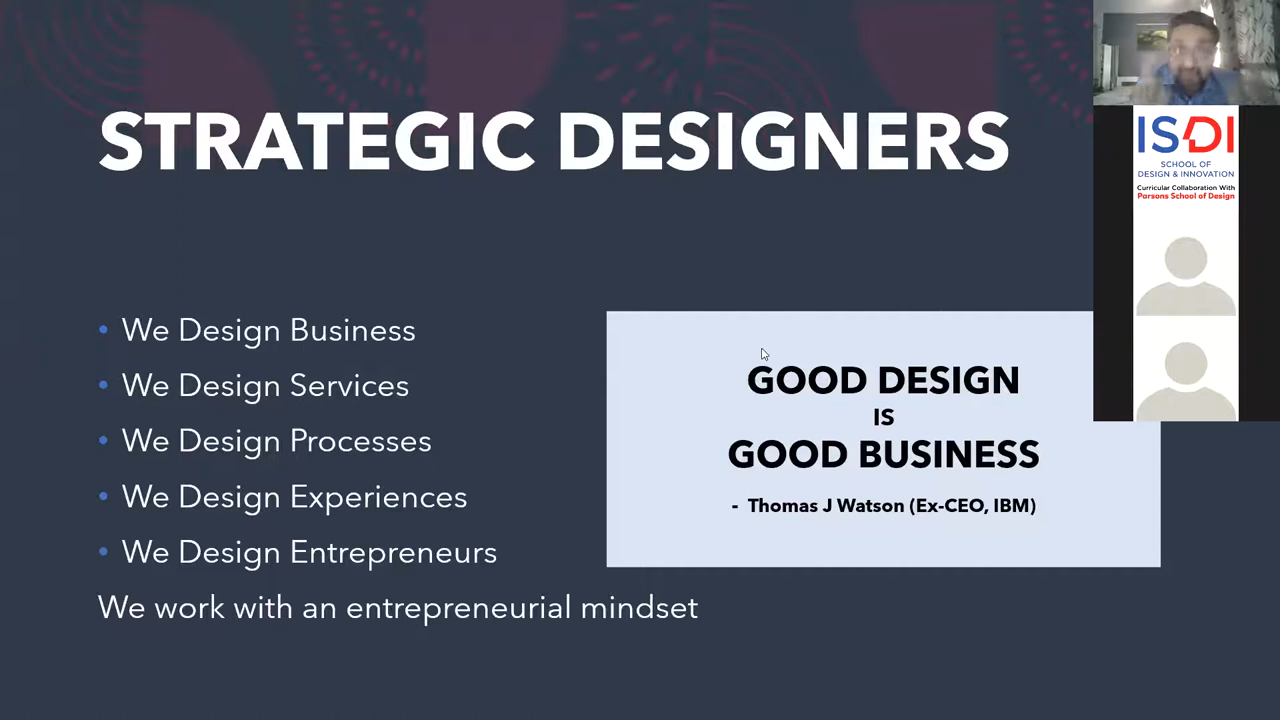 STRATEGIC DESIGNERS
• We Design Business
• We Design Services
• We Design Processes
• We Design Experiences
• We Design Entrepreneurs
We work with an entrepreneurial mindset
GOOD DESIGN
IS
GOOD BUSINESS
- Thomas J Watson (Ex-CEO, IBM)
ISDI
SCHOOL OF
DESIGN & INNOVATION
Curricular Collaboration With
Parsons School of Design